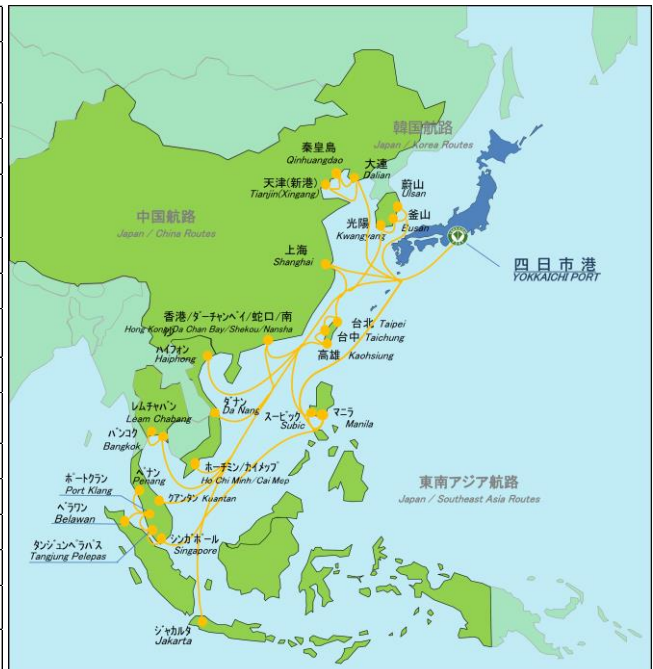 韓国航路
Japan / Korea Routes
秦皇島
Qinhuangdao
大連
Dalian
天津(新港)
Tianjin(Xingang)
蔚山
Ulsan
釜山
Busan
光陽
Kwangyang
中国航路
Japan / China Routes
上海
Shanghai
四日市港
YOKKAICHI PORT
香港/ダーチャンベイ/蛇口/南
Hong Kong/Da Chan Bay/Shekou/Nansha
台北 Taipei
台中 Taichung
高雄 Kaohsiung
ハイフォン
Haiphong
レムチャバン
Leam Chabang
ダナン
Da Nang
スービック
Subic
マニラ
Manila
バンコク
Bangkok
ホーチミン/カイメップ
Ho Chi Minh/Cai Mep
東南アジア航路
Japan / Southeast Asia Routes
ポートクラン
Port Klang
ペナン
Penang
クアンタン Kuantan
ベラワン
Belawan
シンガポール
Singapore
タンジュンペラパス
Tangjung Pelepas
ジャカルタ
Jakarta